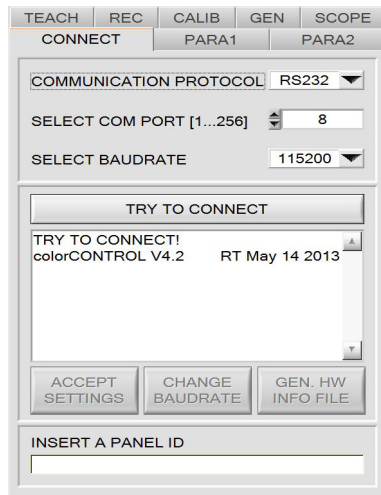 TEACH REC CALIB GEN SCOPE
CONNECT PARA1 PARA2
COMMUNICATION PROTOCOL RS232
SELECT COM PORT [1...256] 8
SELECT BAUDRATE 115200
TRY TO CONNECT
TRY TO CONNECT!
colorCONTROL V4.2 RT May 14 2013
ACCEPT SETTINGS
CHANGE BAUDRATE
GEN. HW INFO FILE
INSERT A PANEL ID